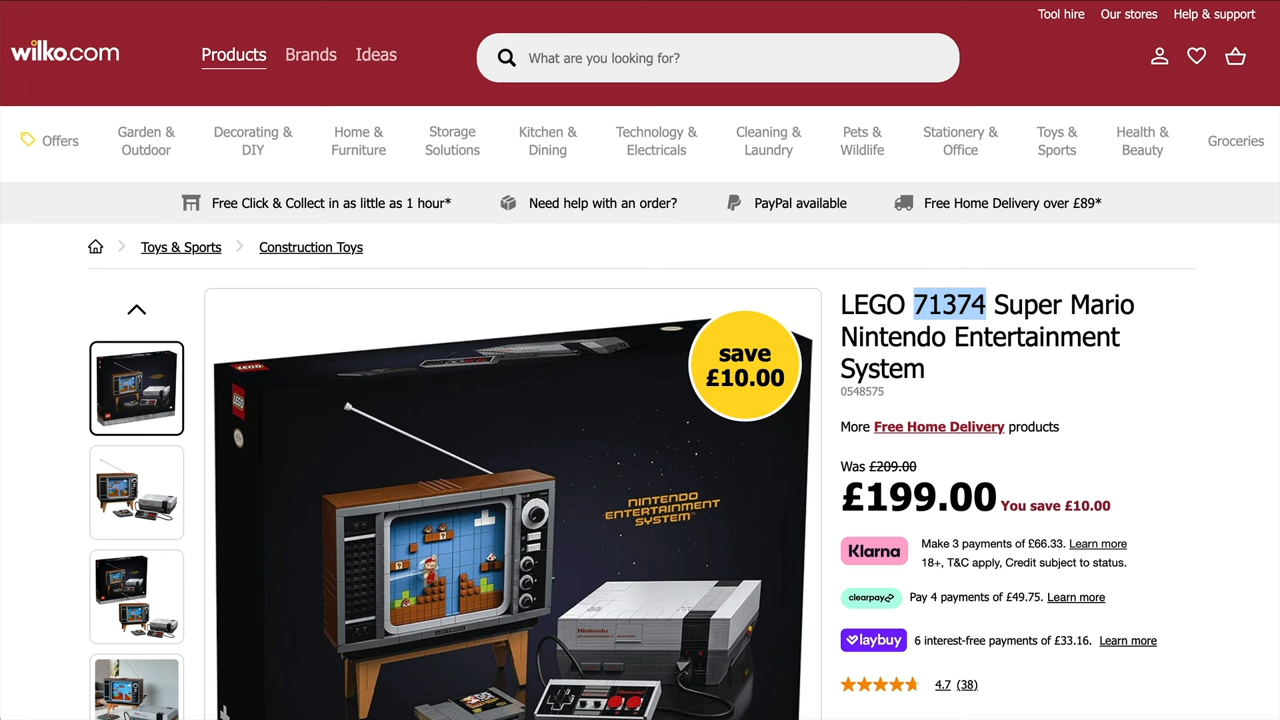 Tool hire Our stores Help & support
wilko.com
Products Brands Ideas
What are you looking for?
Offers
Garden &
Outdoor
Decorating &
DIY
Home &
Furniture
Storage
Solutions
Kitchen &
Dining
Technology &
Electricals
Cleaning &
Laundry
Pets &
Wildlife
Stationery &
Office
Toys &
Sports
Health &
Beauty
Groceries
Free Click & Collect in as little as 1 hour*
Need help with an order?
PayPal available
Free Home Delivery over £89*
Toys & Sports
Construction Toys
LEGO
LEGO
save
£10.00
NINTENDO
ENTERTAINMENT
SYSTEM™
Nintendo
LEGO 71374 Super Mario
Nintendo Entertainment
System
0548575
More Free Home Delivery products
Was £209.00
£199.00 You save £10.00
Klarna
Make 3 payments of £66.33. Learn more
18+, T&C apply, Credit subject to status.
clearpay
Pay 4 payments of £49.75. Learn more
laybuy
6 interest-free payments of £33.16. Learn more
4.7 (38)